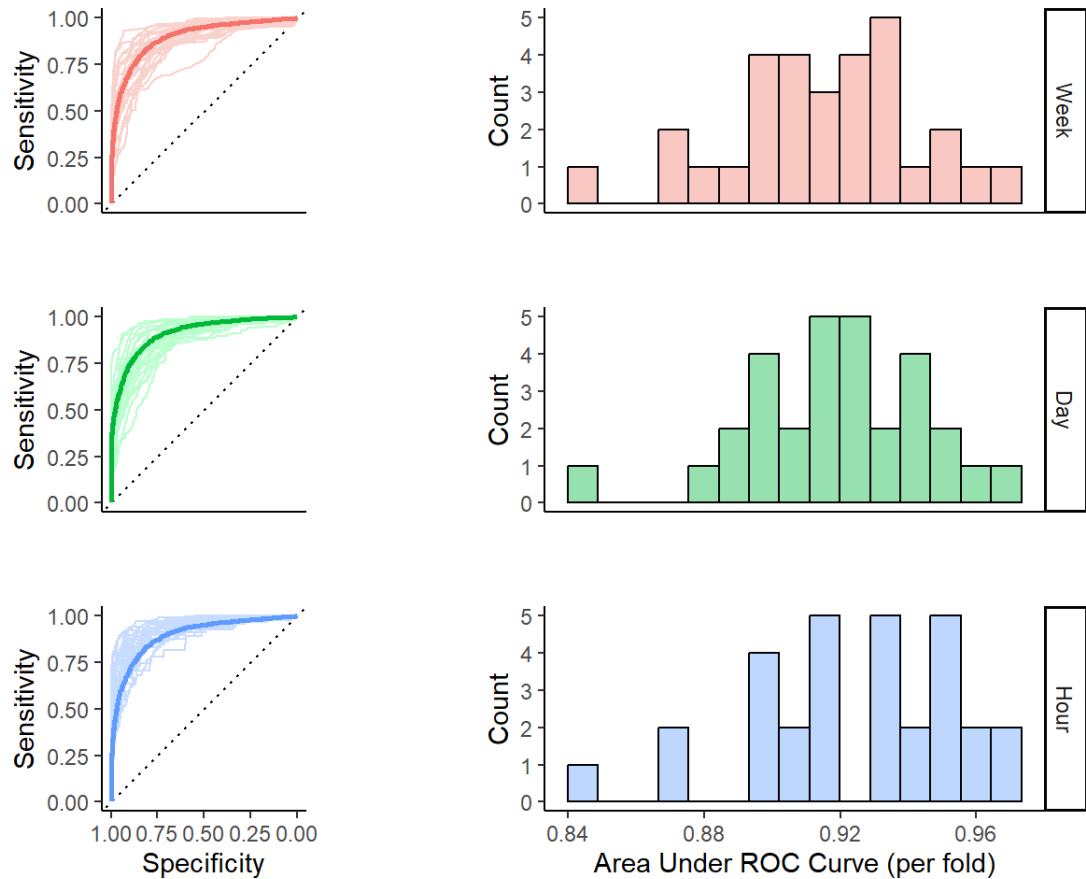 1.00
0.75
0.50
0.25
0.00
Sensitivity
5
4
3
2
1
0
Count
Week
1.00
0.75
0.50
0.25
0.00
Sensitivity
5
4
3
2
1
0
Count
Day
1.00
0.75
0.50
0.25
0.00
Sensitivity
1.00 0.75 0.50 0.25 0.00
Specificity
5
4
3
2
1
0
Count
Hour
0.84 0.88 0.92 0.96
Area Under ROC Curve (per fold)